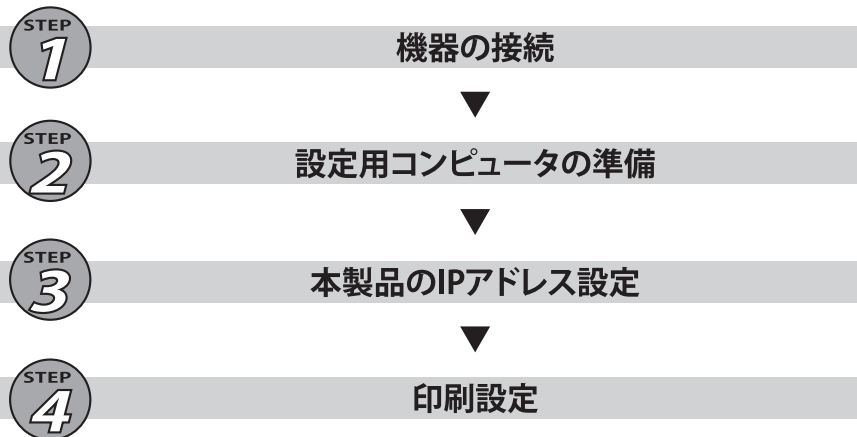 STEP
1
機器の接続
STEP
2
設定用コンピュータの準備
STEP
3
本製品のIPアドレス設定
STEP
4
印刷設定